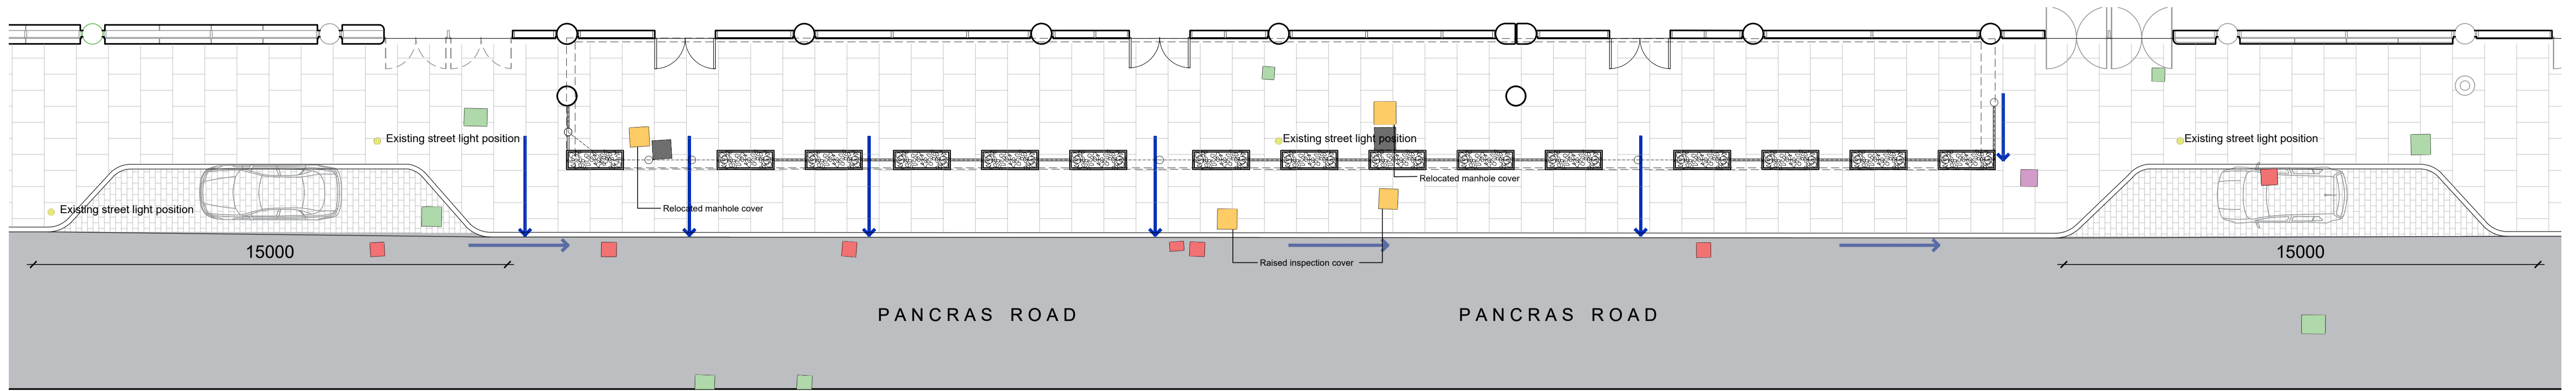 Existing street light position
Existing street light position
Existing street light position
Existing street light position
Relocated manhole cover
Relocated manhole cover
15000
Raised inspection cover
15000
PANCRAS ROAD
PANCRAS ROAD